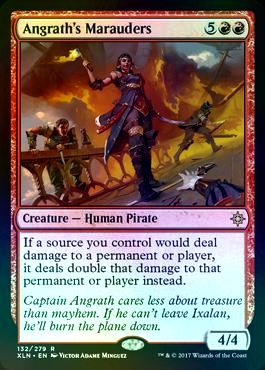 Angrath's Marauders 5
Creature — Human Pirate
If a source you control would deal
damage to a permanent or player,
it deals double that damage to that
permanent or player instead.
Captain Angrath cares less about treasure
than mayhem. If he can't leave Ixalan,
he'll burn the plane down.
4/4
132/279 R
XLN • EN VICTOR ADAME MINGUEZ
™ & © 2017 Wizards of the Coast